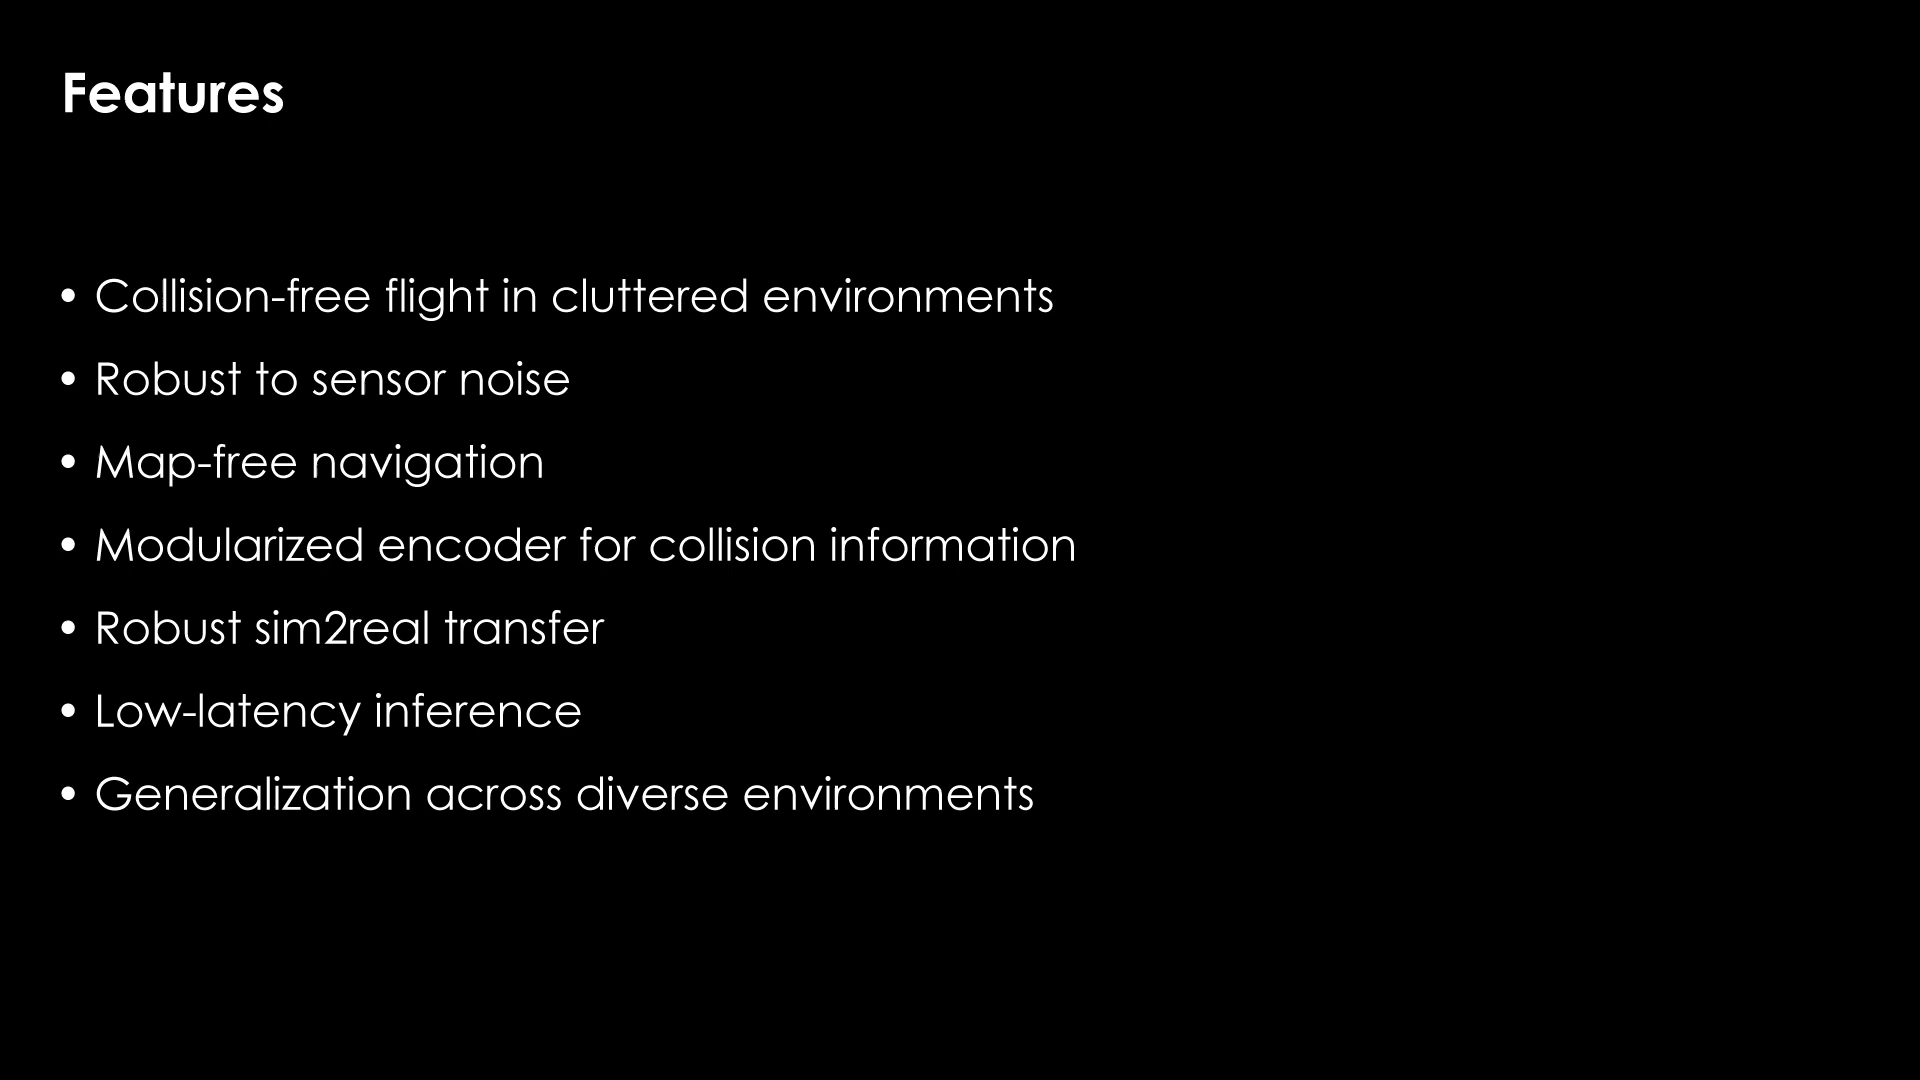 Features
• Collision-free flight in cluttered environments
• Robust to sensor noise
• Map-free navigation
• Modularized encoder for collision information
• Robust sim2real transfer
• Low-latency inference
• Generalization across diverse environments